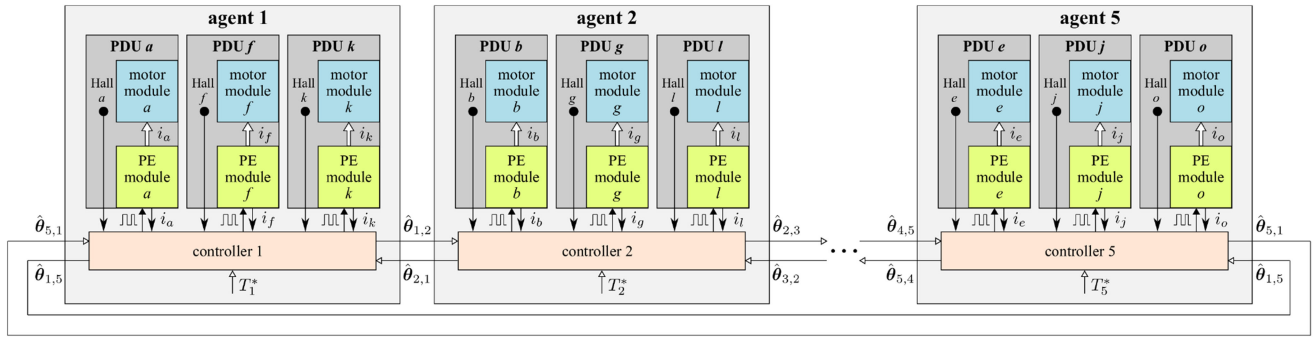 agent 1
agent 2
agent 5
PDU a
PDU f
PDU k
PDU b
PDU g
PDU l
PDU e
PDU j
PDU o
Hall
a
motor
module
a
Hall
f
motor
module
f
Hall
k
motor
module
k
Hall
b
motor
module
b
Hall
g
motor
module
g
Hall
l
motor
module
l
Hall
e
motor
module
e
Hall
j
motor
module
j
Hall
o
motor
module
o
i_a
i_f
i_k
i_b
i_g
i_l
i_e
i_j
i_o
PE
module
a
PE
module
f
PE
module
k
PE
module
b
PE
module
g
PE
module
l
PE
module
e
PE
module
j
PE
module
o
i_a
i_f
i_k
i_b
i_g
i_l
i_e
i_j
i_o
θ̂_{5,1}
θ̂_{1,2}
θ̂_{2,3}
θ̂_{4,5}
θ̂_{5,1}
controller 1
controller 2
...
controller 5
θ̂_{1,5}
θ̂_{2,1}
θ̂_{3,2}
θ̂_{5,4}
θ̂_{1,5}
T_1^*
T_2^*
T_5^*